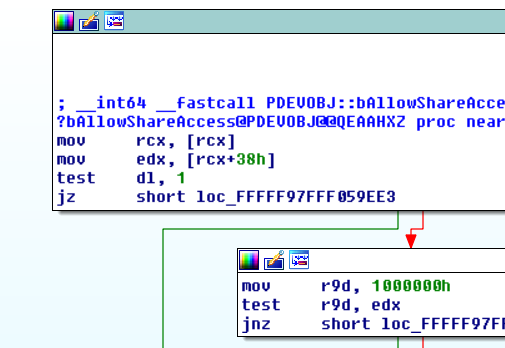 ; __int64 __fastcall PDEVOBJ::bAllowShareAcce
?bAllowShareAccess@PDEVOBJ@@QEAAHXZ proc near
mov rcx, [rcx]
mov edx, [rcx+38h]
test dl, 1
jz short loc_FFFFF97FFF059EE3
mov r9d, 1000000h
test r9d, edx
jnz short loc_FFFFF97FF